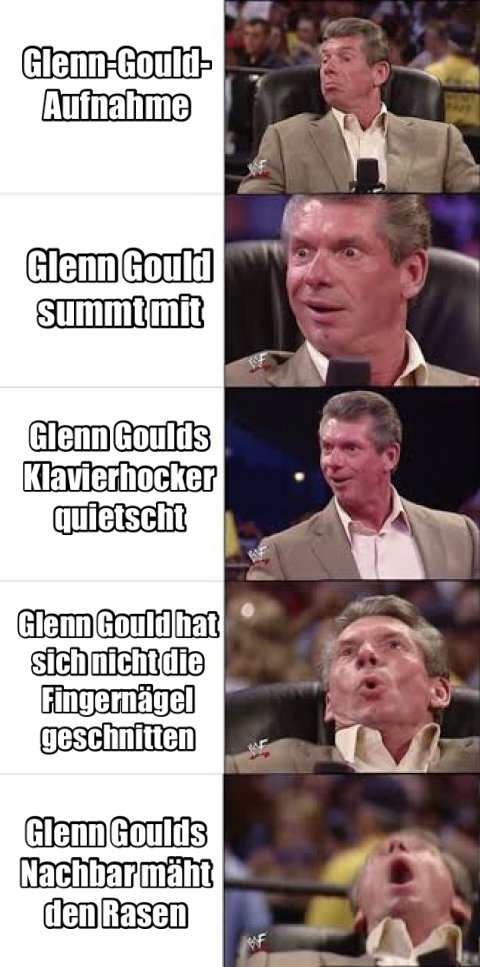 Glenn-Gould-
Aufnahme
Glenn Gould
summt mit
Glenn Goulds
Klavierhocker
quietscht
Glenn Gould hat
sich nicht die
Fingernägel
geschnitten
Glenn Goulds
Nachbar mäht
den Rasen